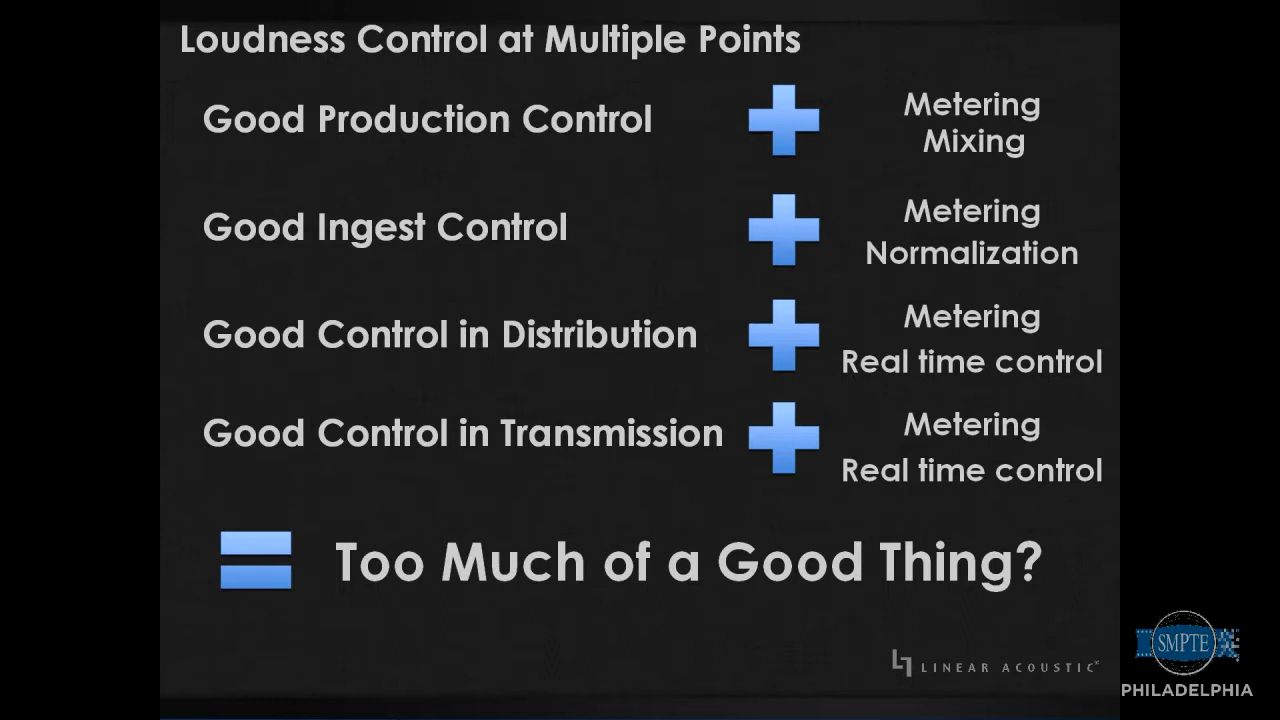 Loudness Control at Multiple Points
Good Production Control
Metering
Mixing
Good Ingest Control
Metering
Normalization
Good Control in Distribution
Metering
Real time control
Good Control in Transmission
Metering
Real time control
Too Much of a Good Thing?
LINEAR ACOUSTIC
SMPTE
PHILADELPHIA